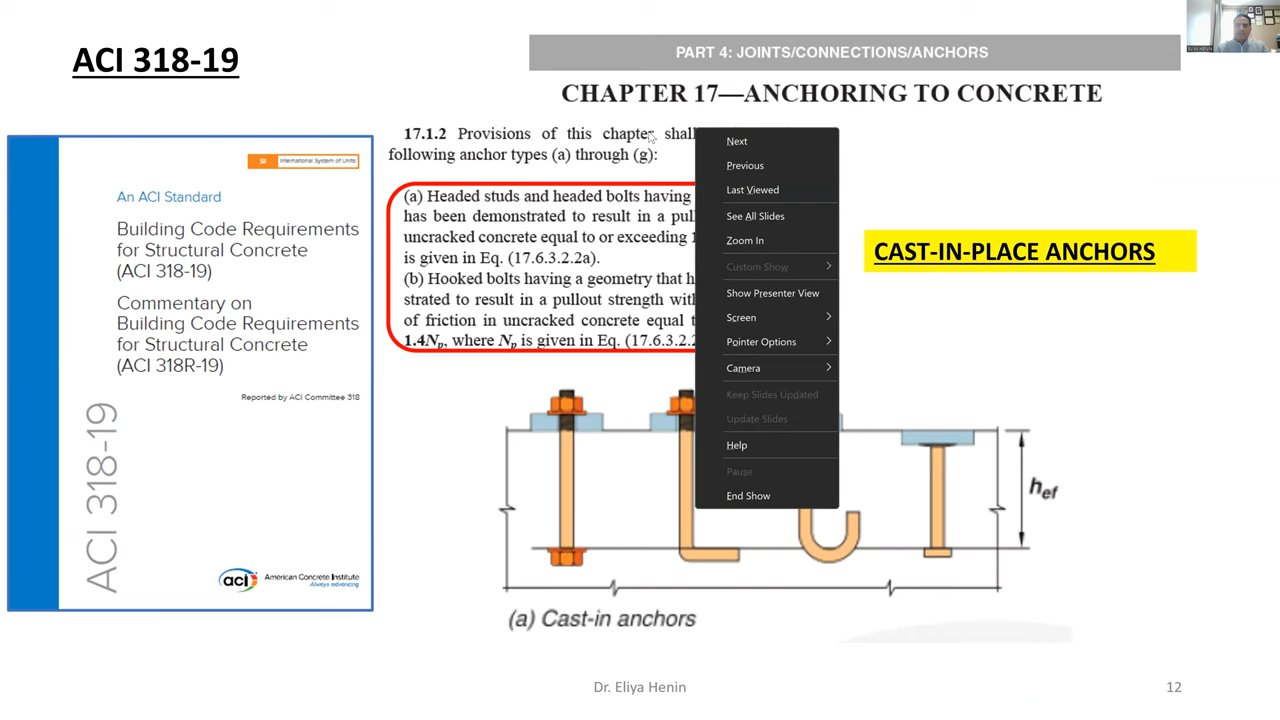 ACI 318-19
PART 4: JOINTS/CONNECTIONS/ANCHORS
CHAPTER 17—ANCHORING TO CONCRETE
17.1.2 Provisions of this chapter shall
following anchor types (a) through (g):
(a) Headed studs and headed bolts having
has been demonstrated to result in a pul
uncracked concrete equal to or exceeding 1
is given in Eq. (17.6.3.2.2a).
(b) Hooked bolts having a geometry that h
strated to result in a pullout strength wit
of friction in uncracked concrete equal t
1.4Np, where Np is given in Eq. (17.6.3.2.2
SI International System of Units
An ACI Standard
Building Code Requirements
for Structural Concrete
(ACI 318-19)
Commentary on
Building Code Requirements
for Structural Concrete
(ACI 318R-19)
Reported by ACI Committee 318
ACI 318-19
aci American Concrete Institute
Always advancing
Next
Previous
Last Viewed
See All Slides
Zoom In
Custom Show
Show Presenter View
Screen
Pointer Options
Camera
Keep Slides Updated
Update Slides
Help
Pause
End Show
CAST-IN-PLACE ANCHORS
hef
(a) Cast-in anchors
Dr. Eliya Henin
12